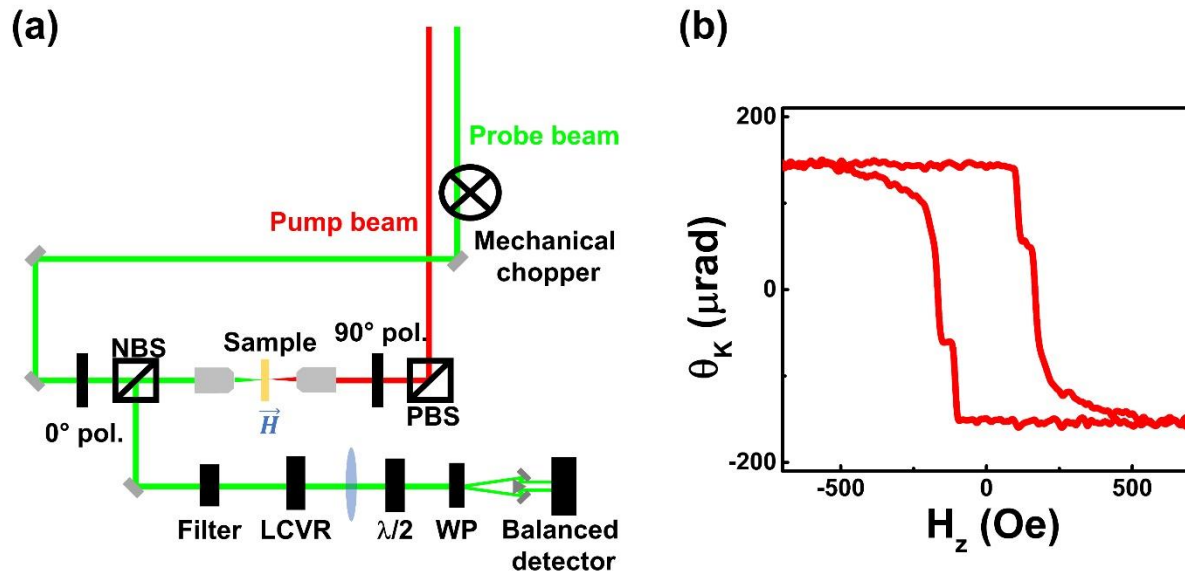 (a)
Probe beam
Pump beam
Mechanical
chopper
NBS
Sample
90° pol.
0° pol.
H
PBS
Filter
LCVR
λ/2
WP
Balanced
detector
(b)
200
0
-200
θK (μrad)
-500
0
500
Hz (Oe)